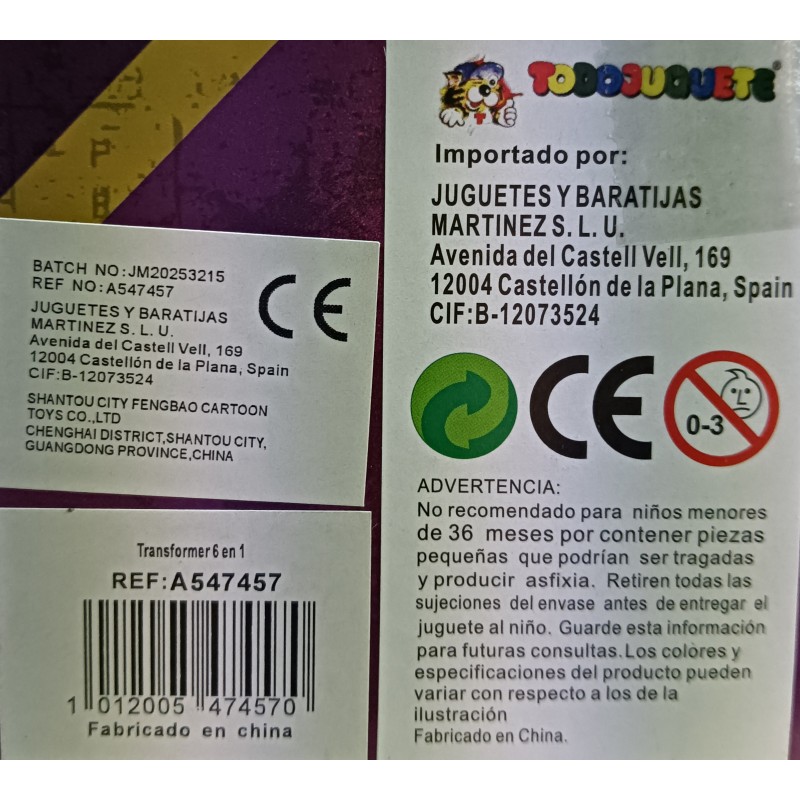 BATCH NO:JM20253215
REF NO:A547457
JUGUETES Y BARATIJAS
MARTINEZ S. L. U.
Avenida del Castell Vell, 169
12004 Castellón de la Plana, Spain
CIF:B-12073524
SHANTOU CITY FENGBAO CARTOON
TOYS CO.,LTD
CHENGHAI DISTRICT,SHANTOU CITY,
GUANGDONG PROVINCE,CHINA
CE
Transformer 6 en 1
REF:A547457
1 012005 474570
Fabricado en china
TODOJUGUETE®
Importado por:
JUGUETES Y BARATIJAS
MARTINEZ S. L. U.
Avenida del Castell Vell, 169
12004 Castellón de la Plana, Spain
CIF:B-12073524
CE
0-3
ADVERTENCIA:
No recomendado para niños menores
de 36 meses por contener piezas
pequeñas que podrían ser tragadas
y producir asfixia. Retiren todas las
sujeciones del envase antes de entregar el
juguete al niño. Guarde esta información
para futuras consultas. Los colores y
especificaciones del producto pueden
variar con respecto a los de la
ilustración
Fabricado en China.